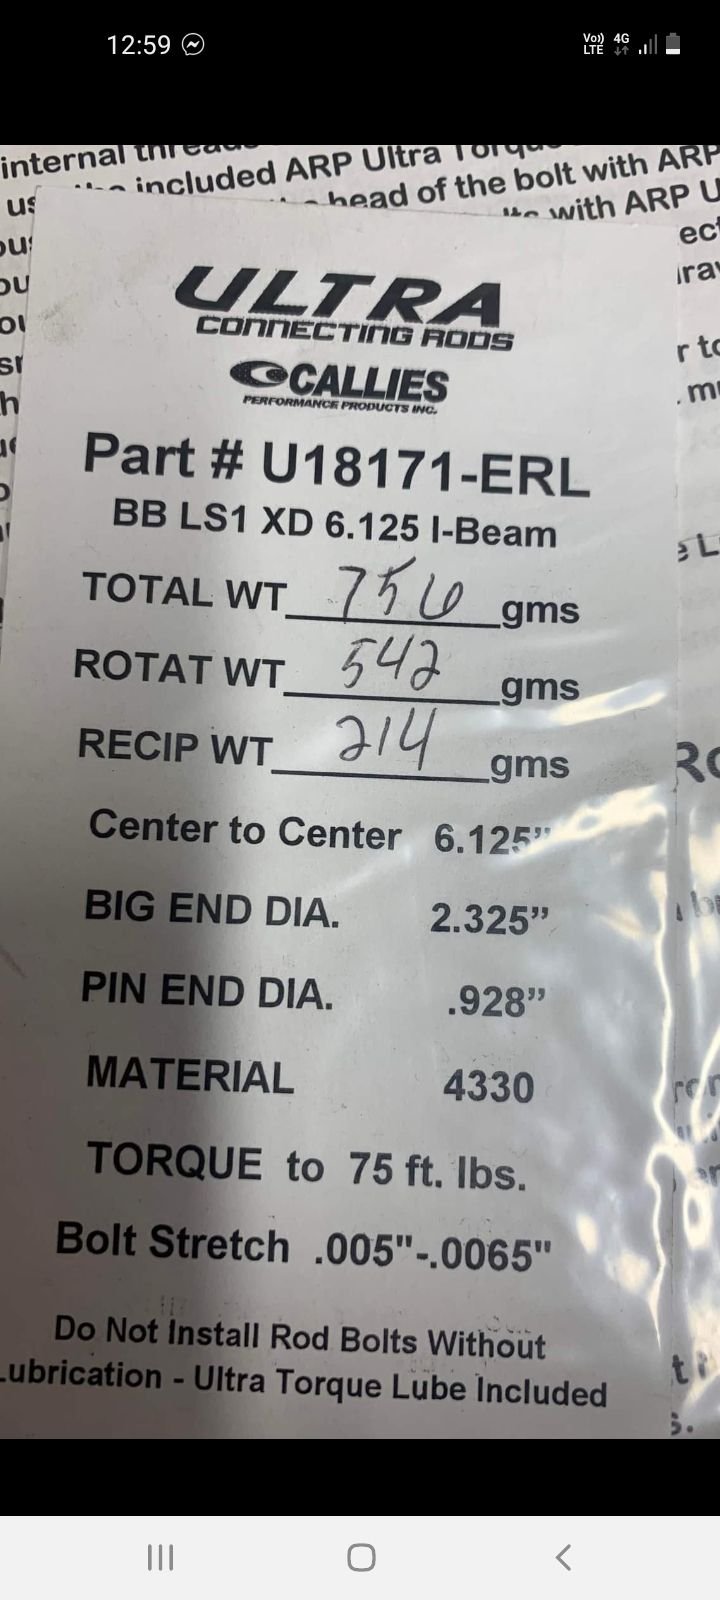 12:59
Vo)) LTE 4G
internal
included ARP Ultra
head of the bolt with ARP
with ARP U
ULTRA
CONNECTING RODS
CALLIES
PERFORMANCE PRODUCTS INC.
Part # U18171-ERL
BB LS1 XD 6.125 I-Beam
TOTAL WT 756 gms
ROTAT WT 542 gms
RECIP WT 214 gms
Center to Center 6.125"
BIG END DIA. 2.325”
PIN END DIA. .928”
MATERIAL 4330
TORQUE to 75 ft. lbs.
Bolt Stretch .005"-.0065"
Do Not Install Rod Bolts Without
Lubrication - Ultra Torque Lube Included